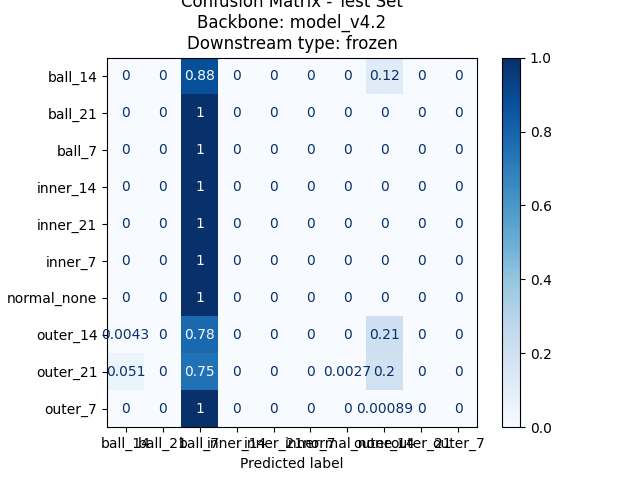 Confusion Matrix - Test Set
Backbone: model_v4.2
Downstream type: frozen
ball_14 0 0 0.88 0 0 0 0 0.12 0 0
ball_21 0 0 1 0 0 0 0 0 0 0
ball_7 0 0 1 0 0 0 0 0 0 0
inner_14 0 0 1 0 0 0 0 0 0 0
inner_21 0 0 1 0 0 0 0 0 0 0
inner_7 0 0 1 0 0 0 0 0 0 0
normal_none 0 0 1 0 0 0 0 0 0 0
outer_14 0.0043 0 0.78 0 0 0 0 0.21 0 0
outer_21 0.051 0 0.75 0 0 0 0.0027 0.2 0 0
outer_7 0 0 1 0 0 0 0 0.00089 0 0
ball_14 ball_21 ball_7 inner_14 inner_21 inner_7 normal_none outer_14 outer_21 outer_7
Predicted label
1.0
0.8
0.6
0.4
0.2
0.0